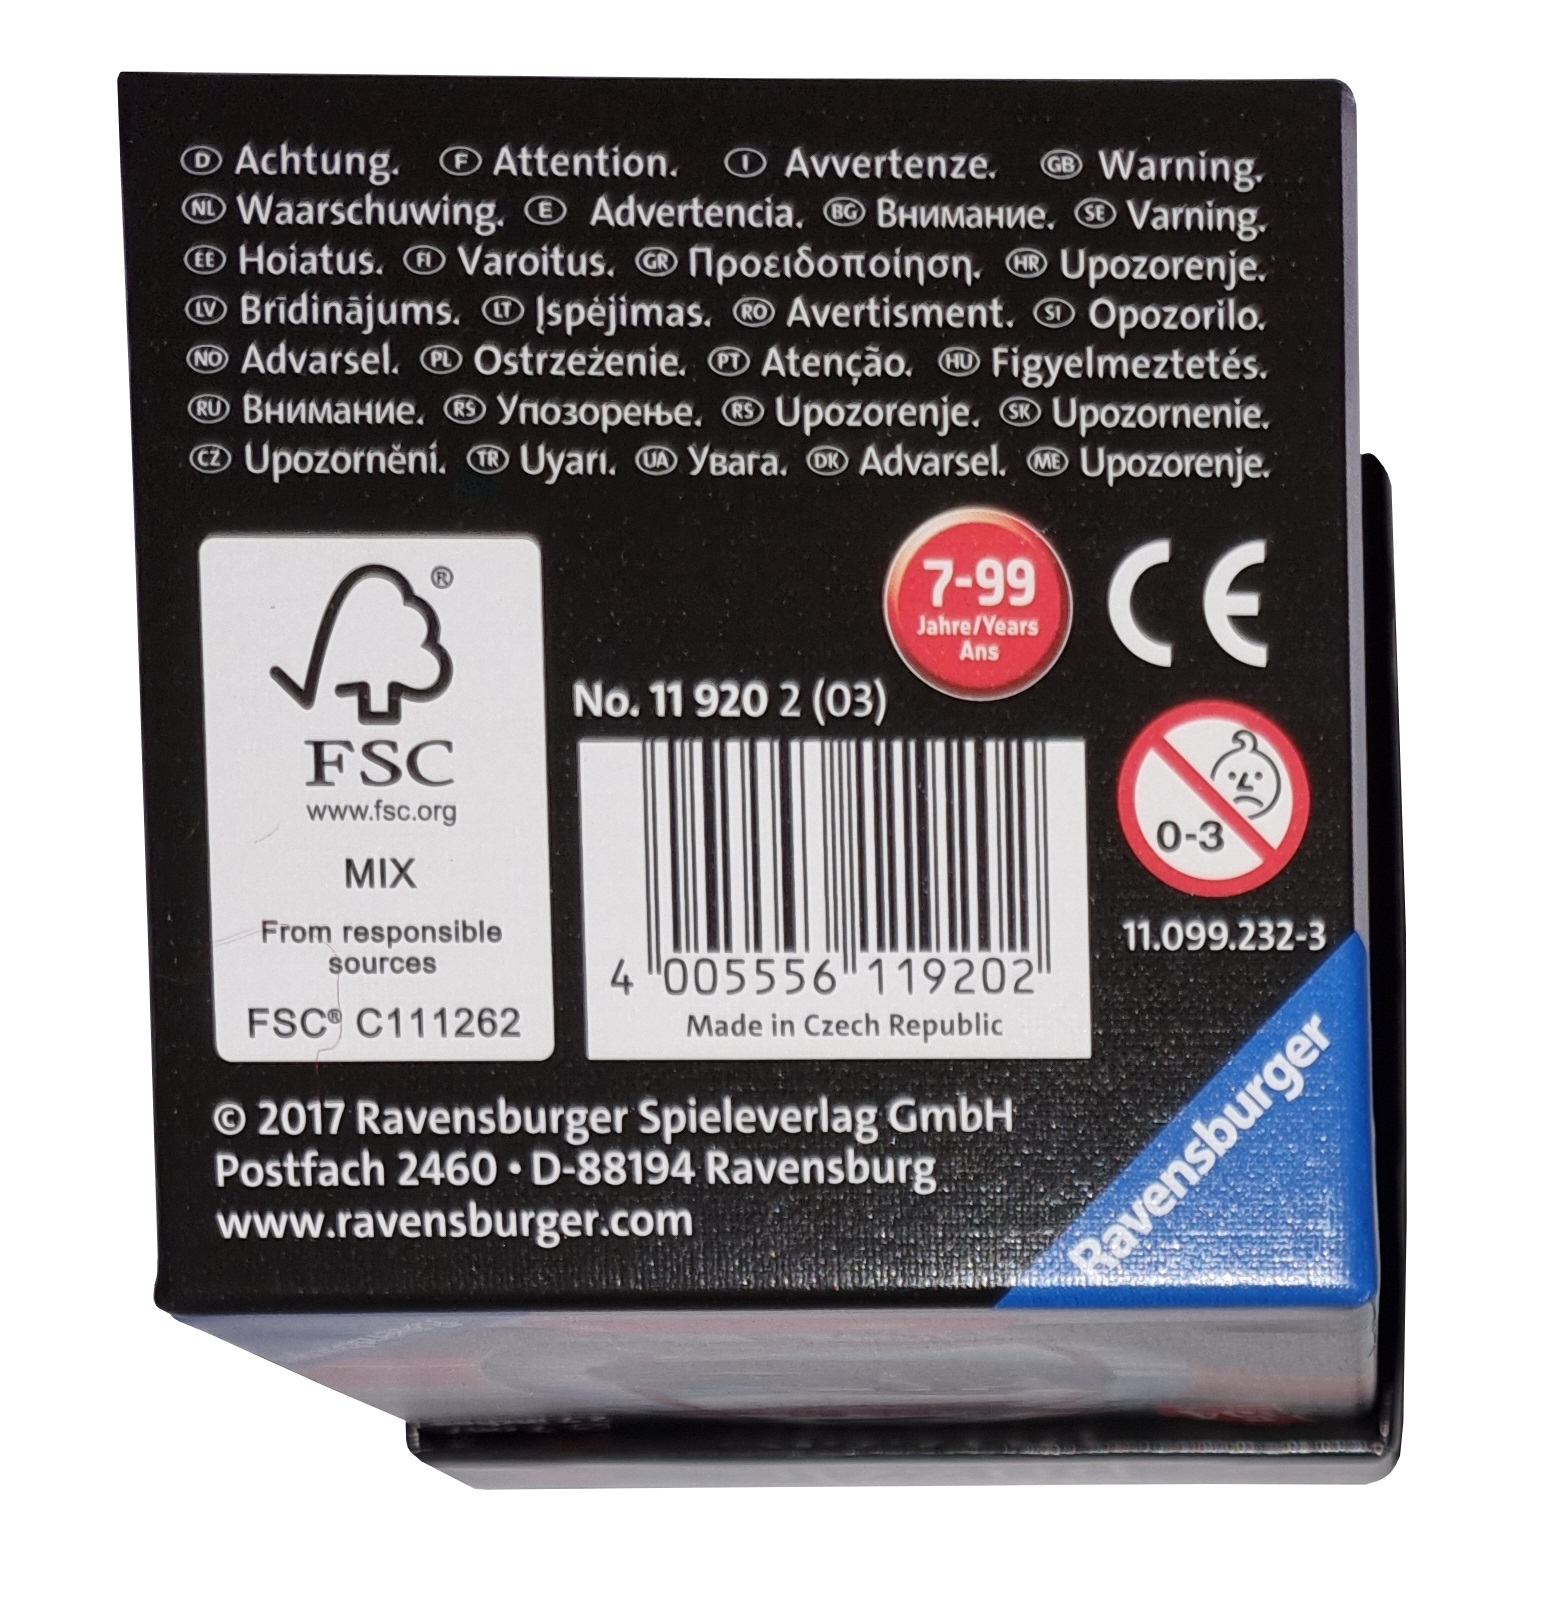 D Achtung. F Attention. I Avvertenze. GB Warning.
NL Waarschuwing. E Advertencia. BG Внимание. SE Varning.
EE Hoiatus. FI Varoitus. GR Προειδοποίηση. HR Upozorenje.
LV Brīdinājums. LT Įspėjimas. RO Avertisment. SI Opozorilo.
NO Advarsel. PL Ostrzeżenie. PT Atenção. HU Figyelmeztetés.
RU Внимание. RS Упозорење. RS Upozorenje. SK Upozornenie.
CZ Upozornění. TR Uyarı. UA Увага. DK Advarsel. ME Upozorenje.
®
FSC
www.fsc.org
MIX
From responsible
sources
FSC® C111262
7-99
Jahre/Years
Ans
CE
No. 11 920 2 (03)
4 005556 119202
Made in Czech Republic
0-3
11.099.232-3
© 2017 Ravensburger Spieleverlag GmbH
Postfach 2460 • D-88194 Ravensburg
www.ravensburger.com
Ravensburger